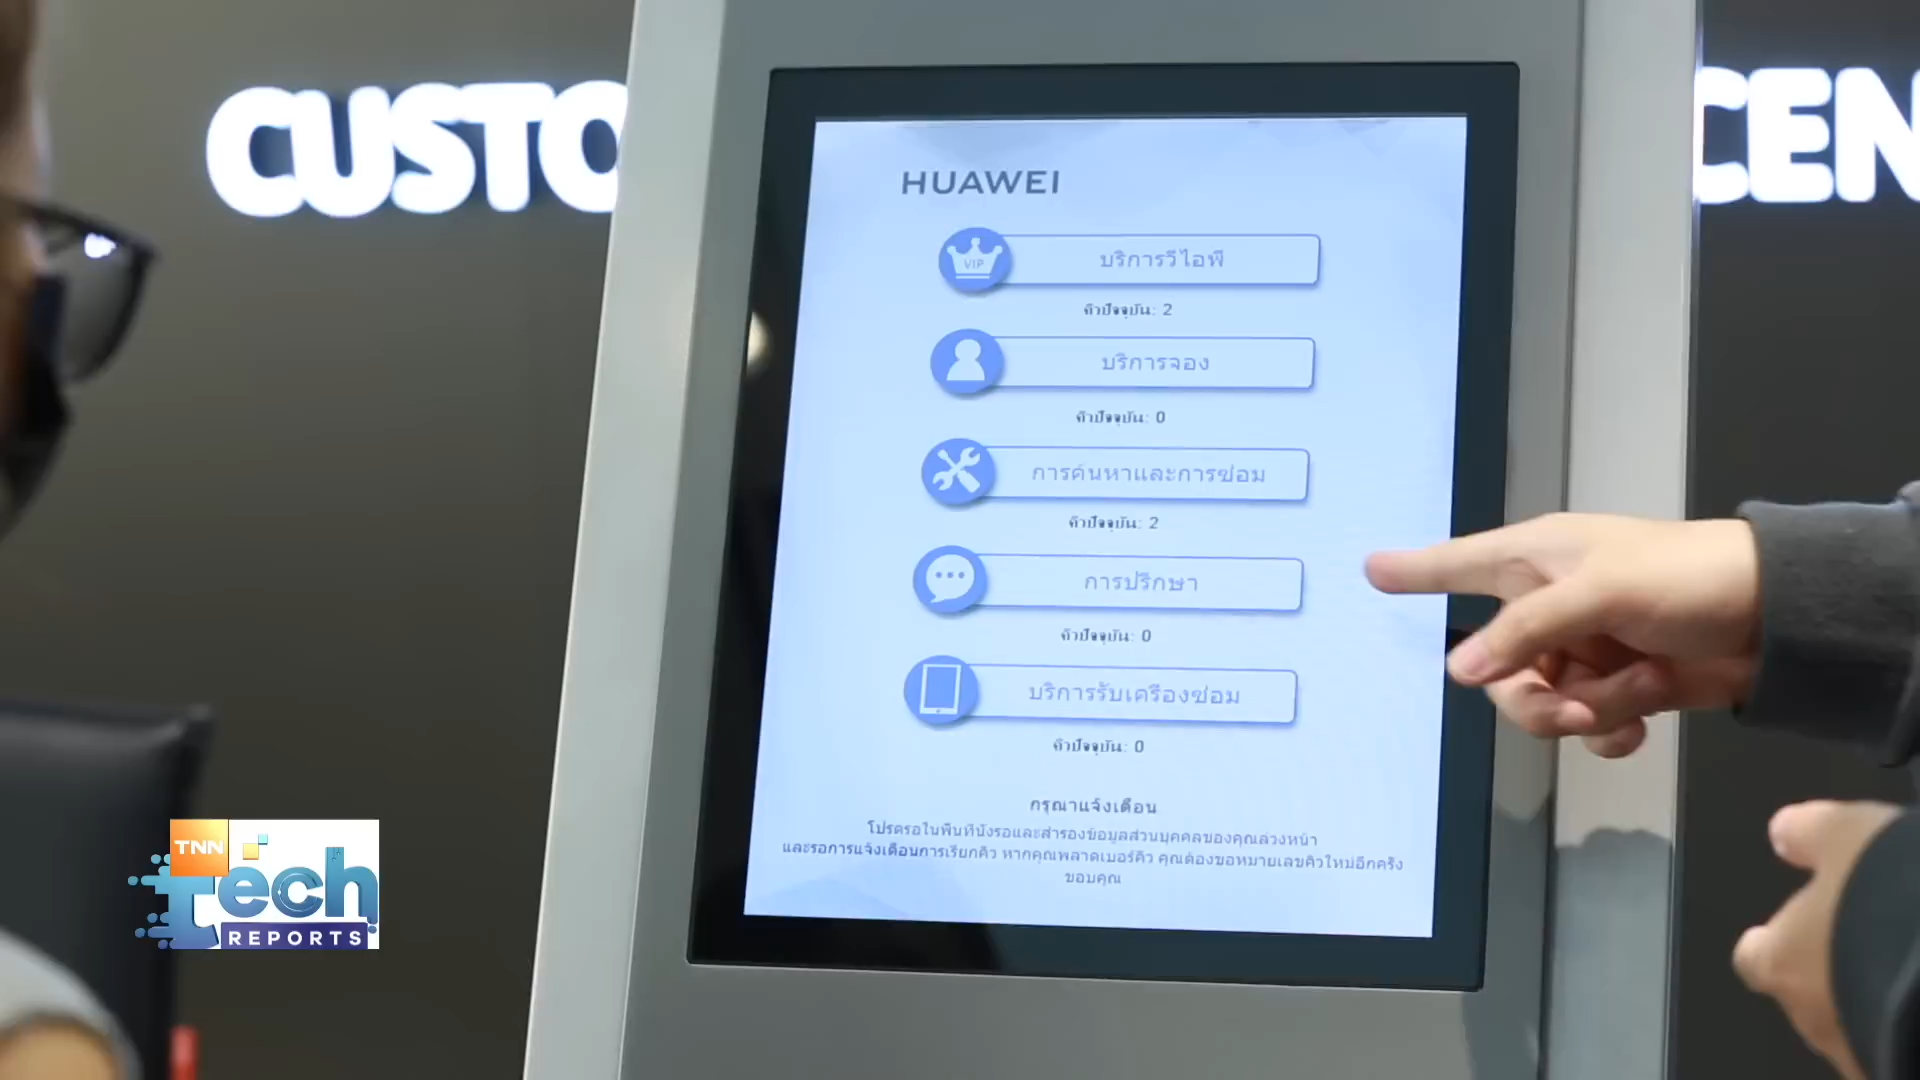 CUSTO
CEN
HUAWEI
VIP
บริการวีไอพี
คิวปัจจุบัน: 2
บริการจอง
คิวปัจจุบัน: 0
การค้นหาและการซ่อม
คิวปัจจุบัน: 2
การปรึกษา
คิวปัจจุบัน: 0
บริการรับเครื่องซ่อม
คิวปัจจุบัน: 0
กรุณาแจ้งเตือน
โปรดรอในพื้นที่นั่งรอและสำรองข้อมูลส่วนบุคคลของคุณล่วงหน้า
และรอการแจ้งเตือนการเรียกคิว หากคุณพลาดเบอร์คิว คุณต้องขอหมายเลขคิวใหม่อีกครั้ง
ขอบคุณ
TNN
Tech
REPORTS